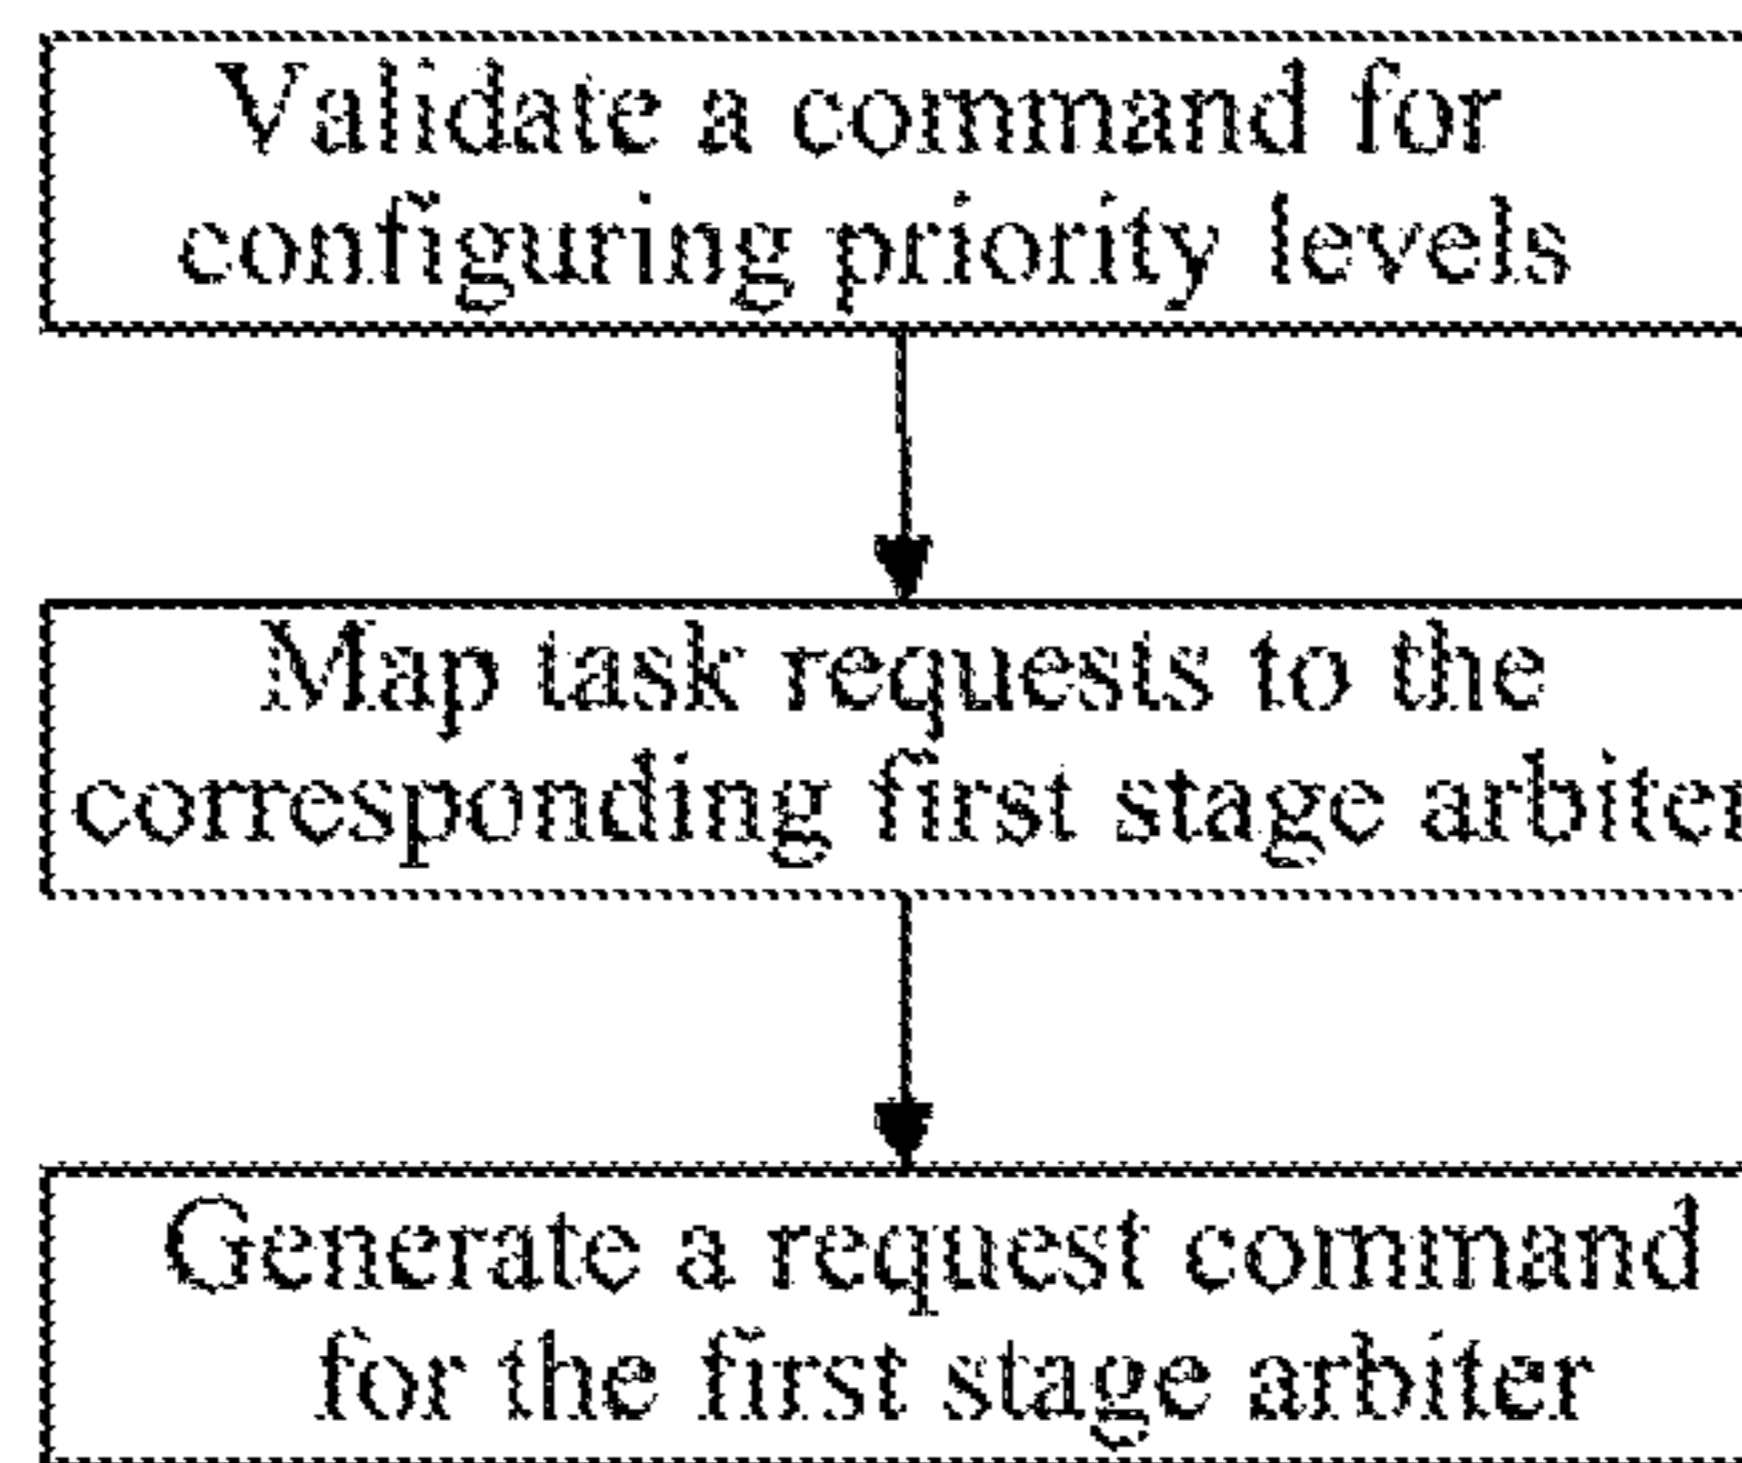 Validate a command for
configuring priority levels
Map task requests to the
corresponding first stage arbiter
Generate a request command
for the first stage arbiter